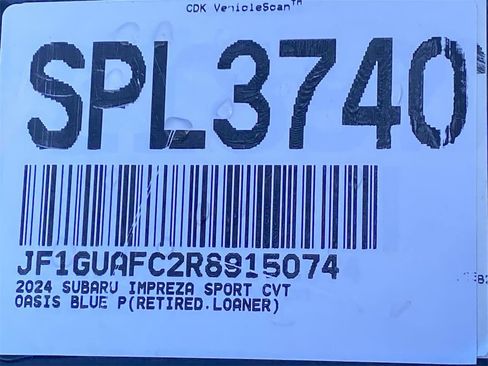 CDK VehicleScan™
SPL3740
JF1GUAFC2R8915074
2024 SUBARU IMPREZA SPORT CVT
OASIS BLUE P(RETIRED.LOANER)